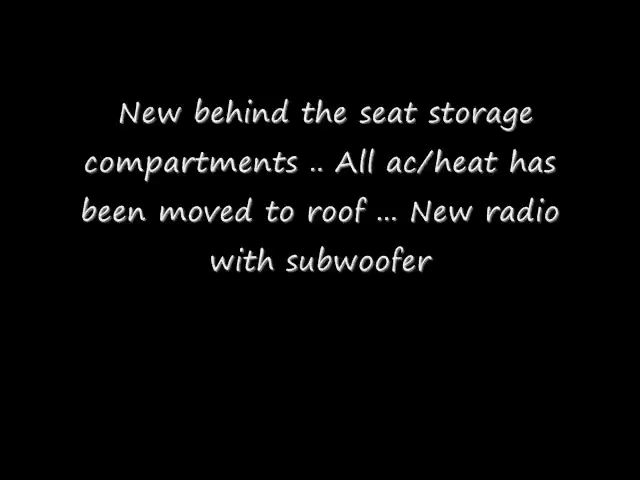 New behind the seat storage
compartments .. All ac/heat has
been moved to roof ... New radio
with subwoofer